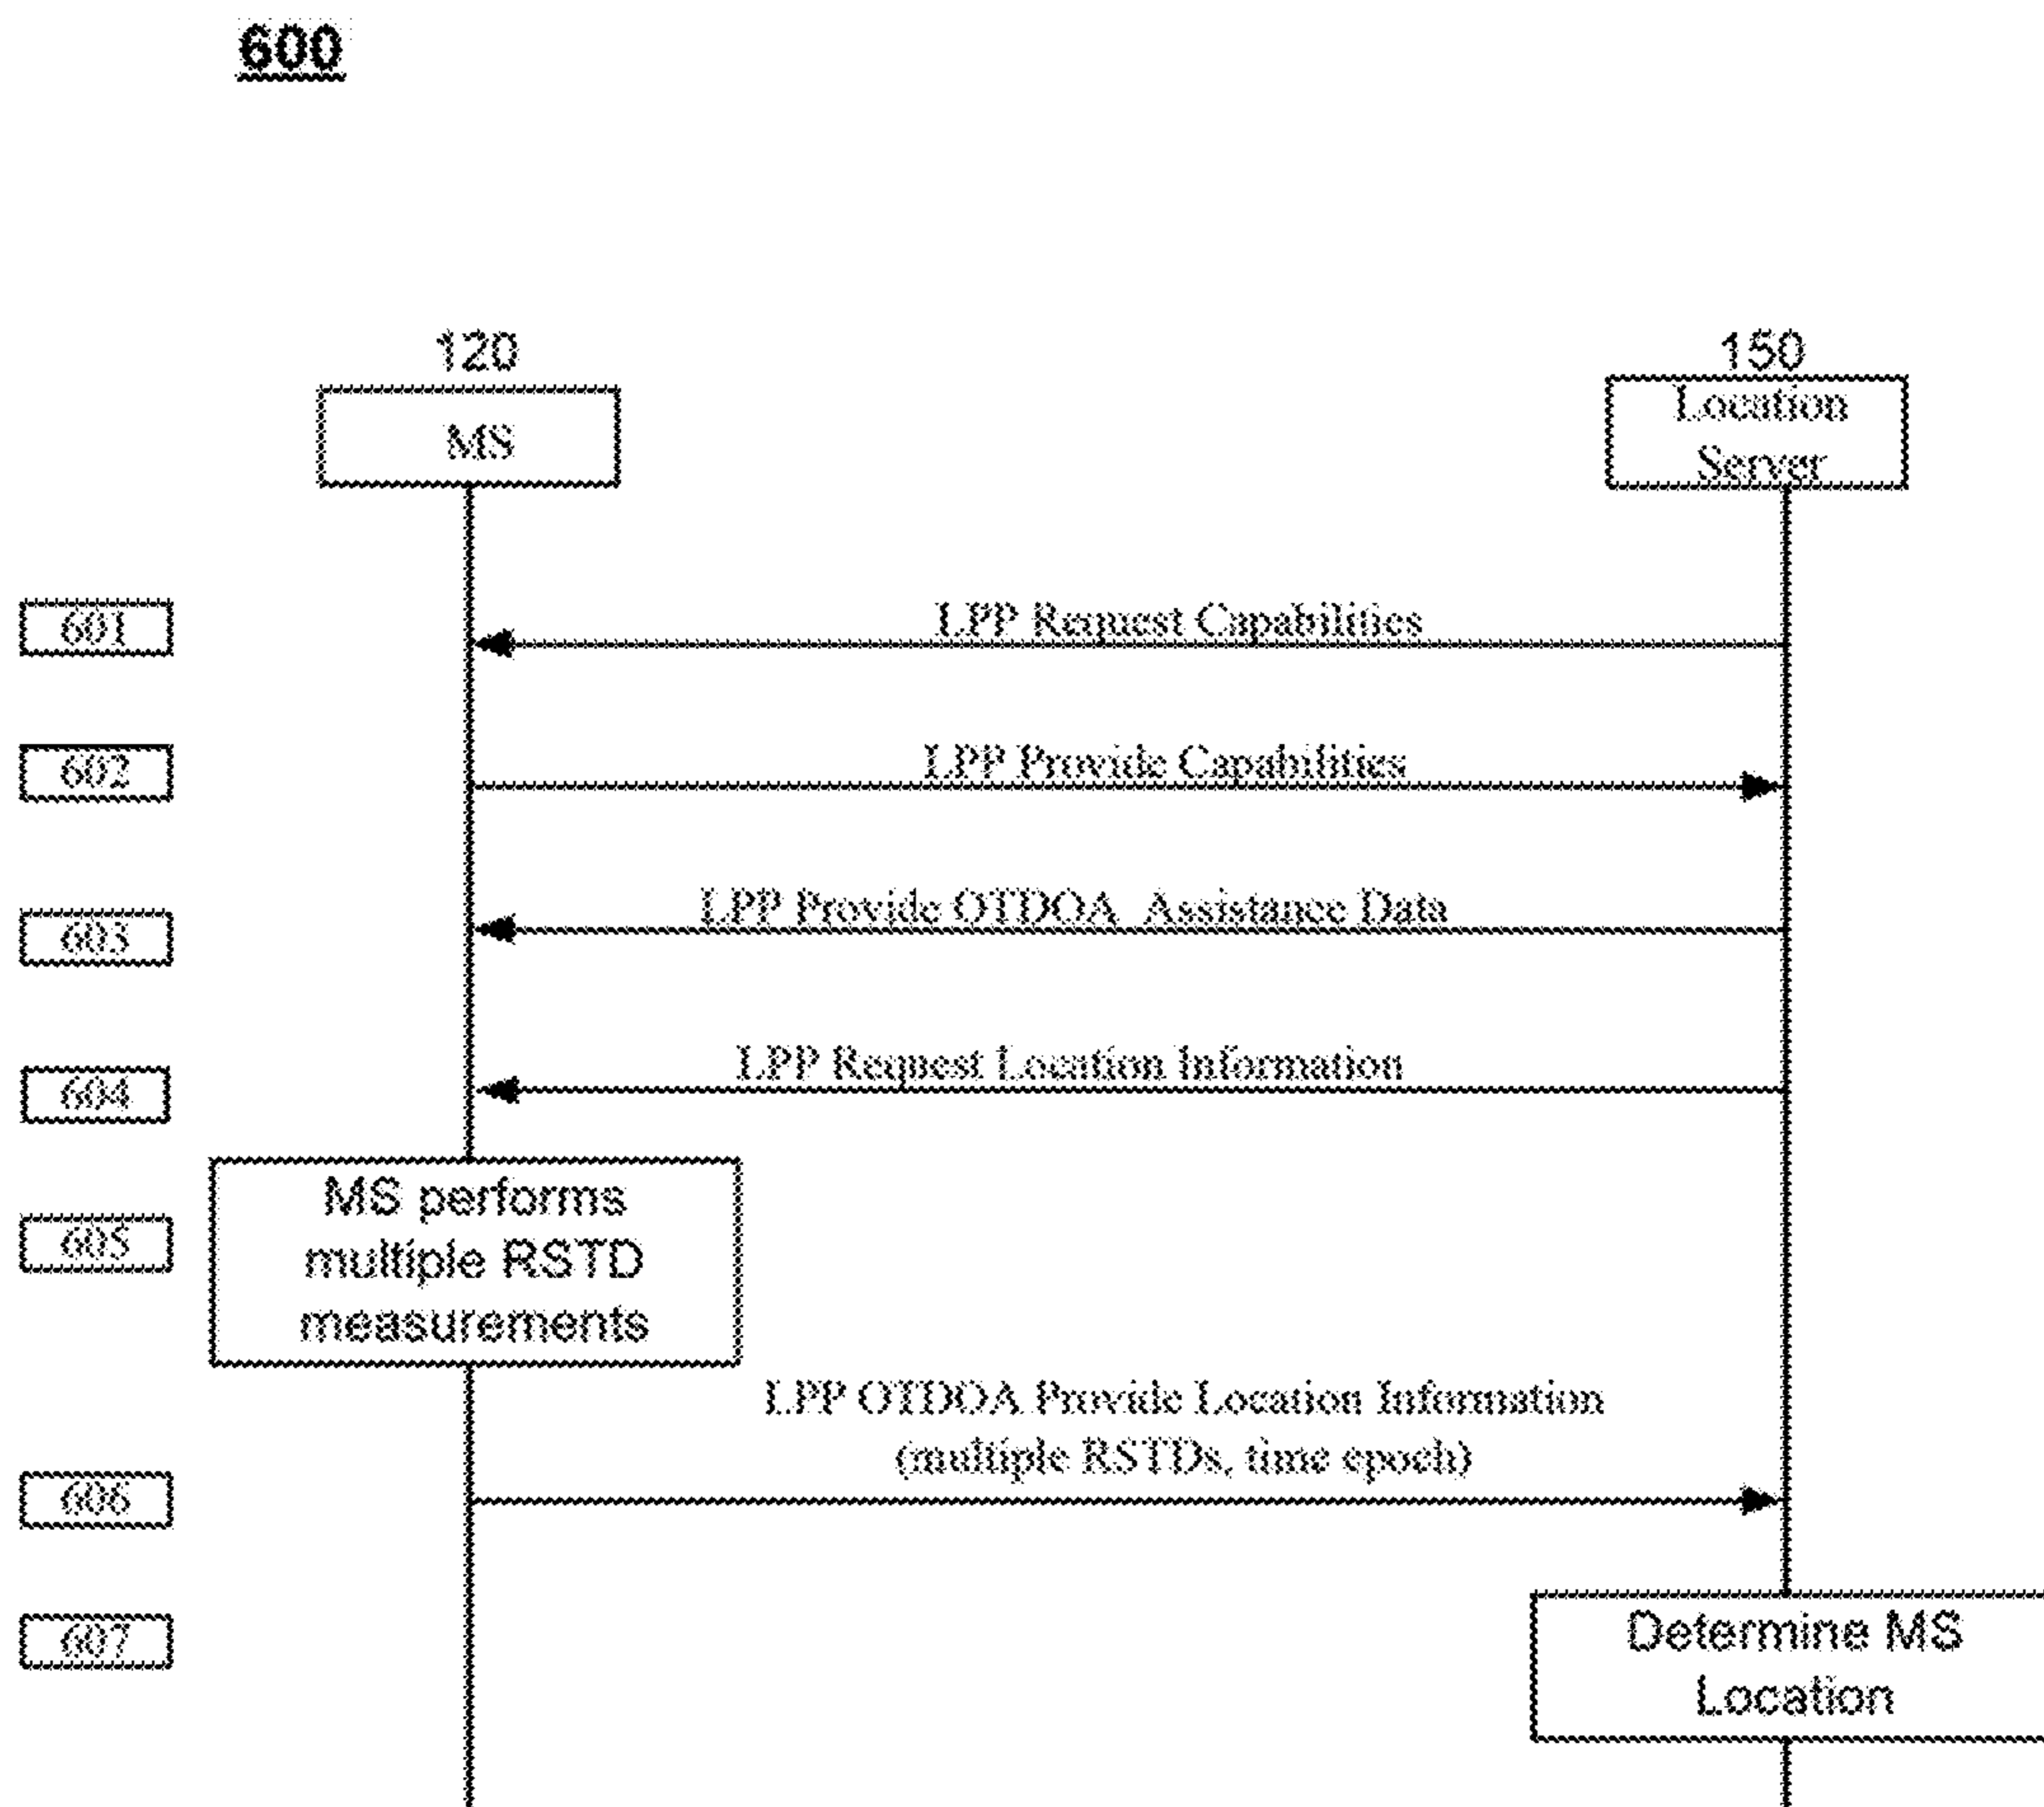 600
120
150
MS
Location
Server
601
LPP Request Capabilities
602
LPP Provide Capabilities
603
LPP Provide OTDOA Assistance Data
604
LPP Request Location Information
605
MS performs
multiple RSTD
measurements
LPP OTDOA Provide Location Information
(multiple RSTDs, time epoch)
606
607
Determine MS
Location